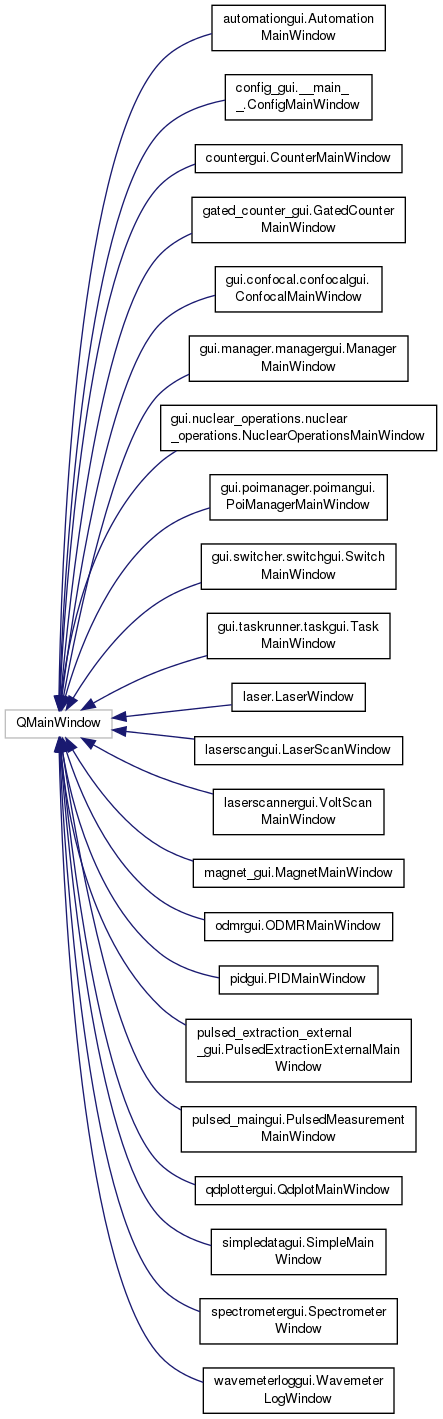 automationgui.Automation
MainWindow
config_gui.__main_
_.ConfigMainWindow
countergui.CounterMainWindow
gated_counter_gui.GatedCounter
MainWindow
gui.confocal.confocalgui.
ConfocalMainWindow
gui.manager.managergui.Manager
MainWindow
gui.nuclear_operations.nuclear
_operations.NuclearOperationsMainWindow
gui.poimanager.poimangui.
PoiManagerMainWindow
gui.switcher.switchgui.Switch
MainWindow
gui.taskrunner.taskgui.Task
MainWindow
laser.LaserWindow
QMainWindow
laserscangui.LaserScanWindow
laserscannergui.VoltScan
MainWindow
magnet_gui.MagnetMainWindow
odmrgui.ODMRMainWindow
pidgui.PIDMainWindow
pulsed_extraction_external
_gui.PulsedExtractionExternalMain
Window
pulsed_maingui.PulsedMeasurement
MainWindow
qdplottergui.QdplotMainWindow
simpledatagui.SimpleMain
Window
spectrometergui.Spectrometer
Window
wavemeterloggui.Wavemeter
LogWindow